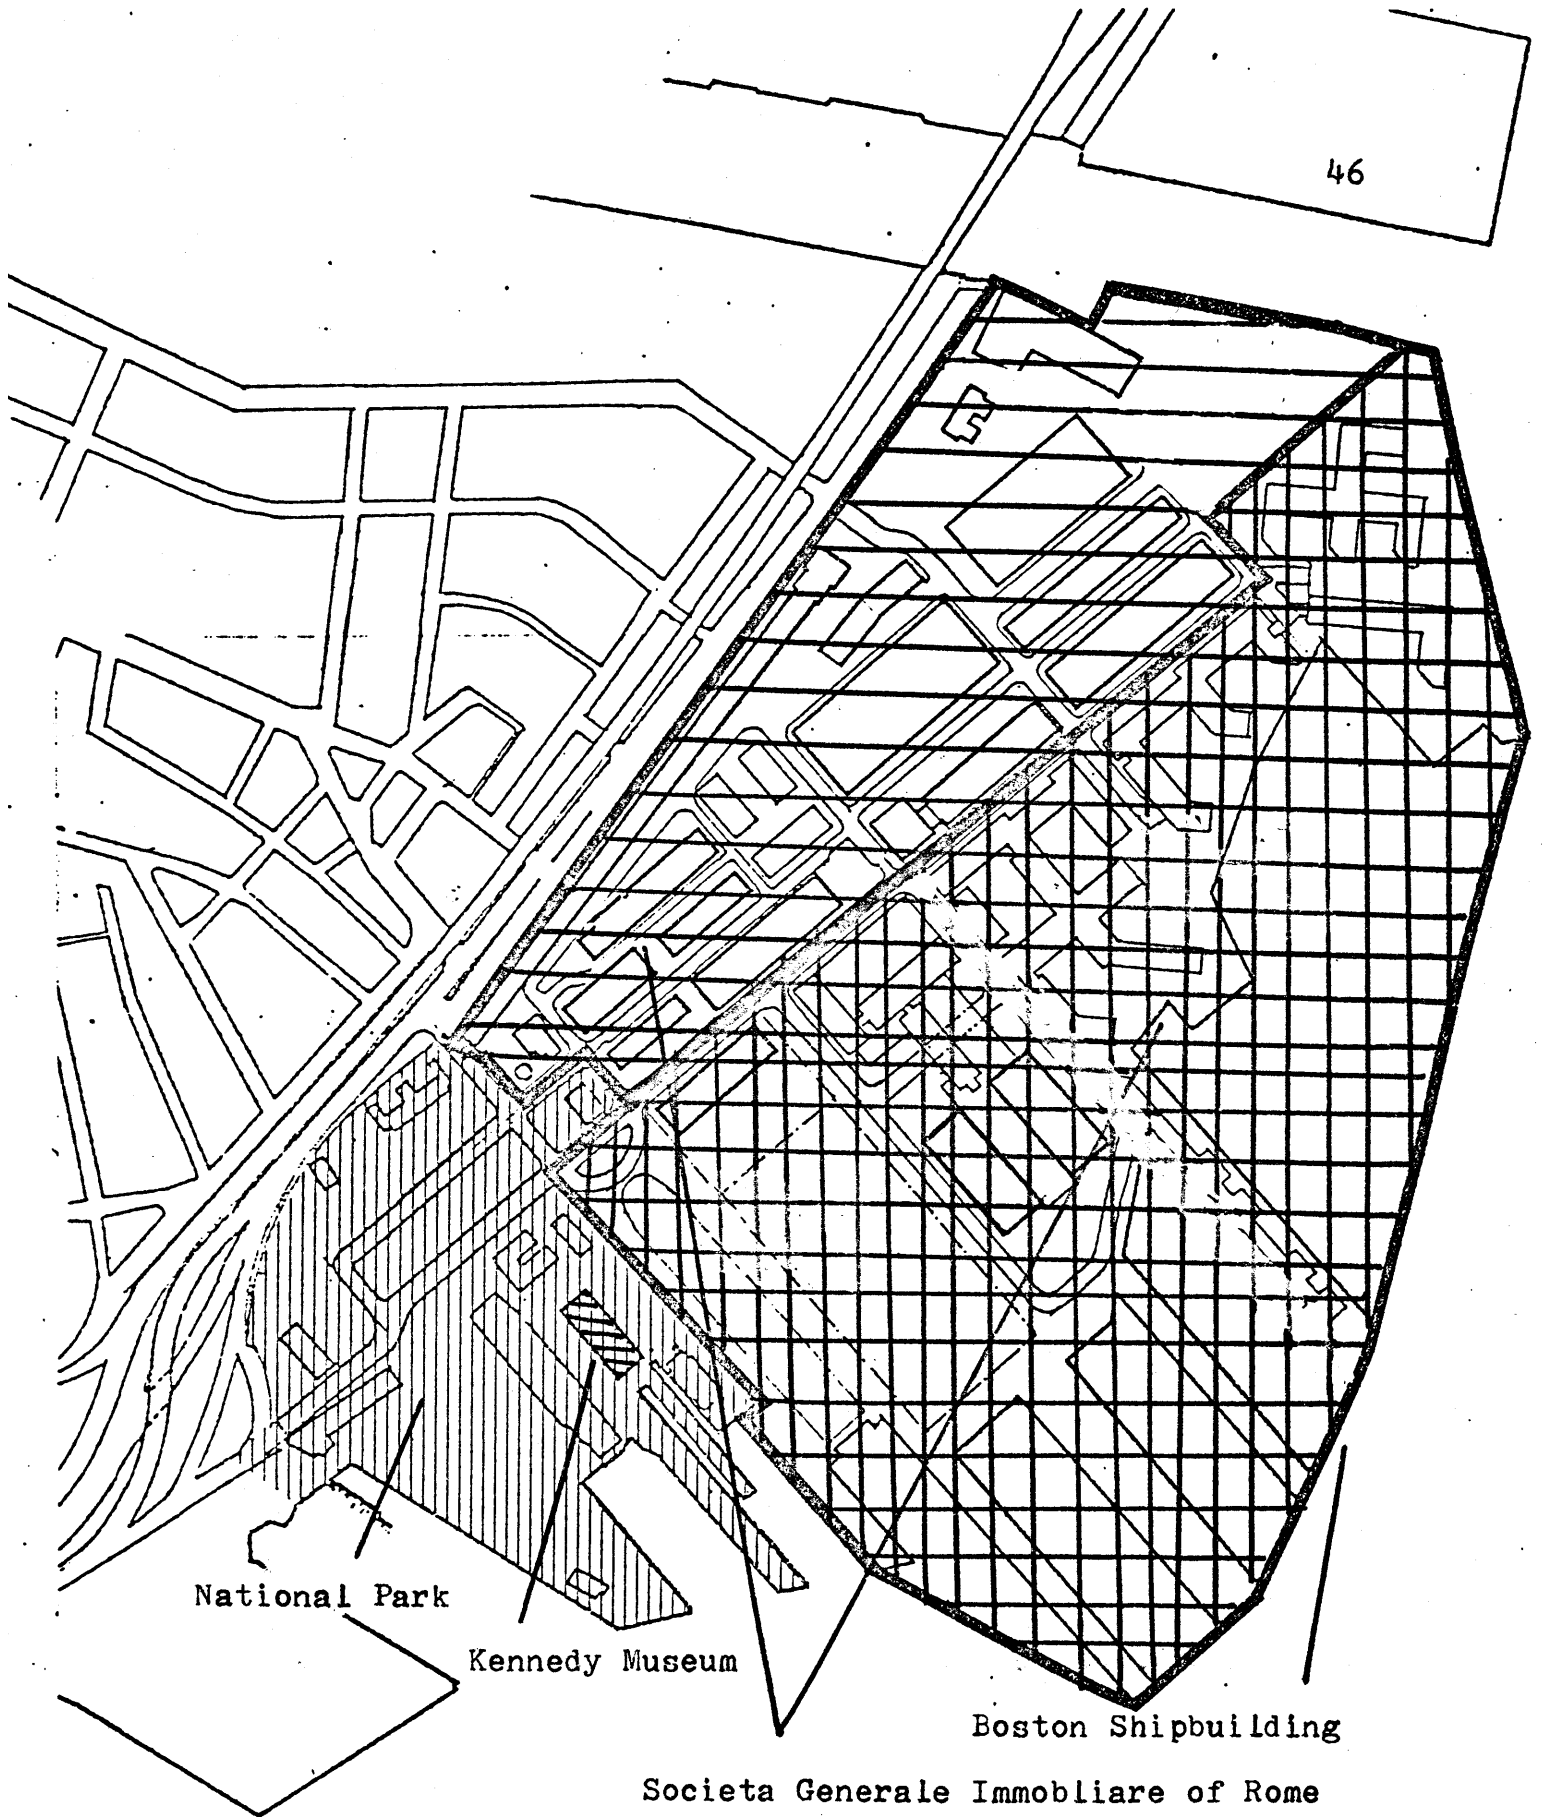 46
National Park
Kennedy Museum
Boston Shipbuilding
Societa Generale Immobliare of Rome